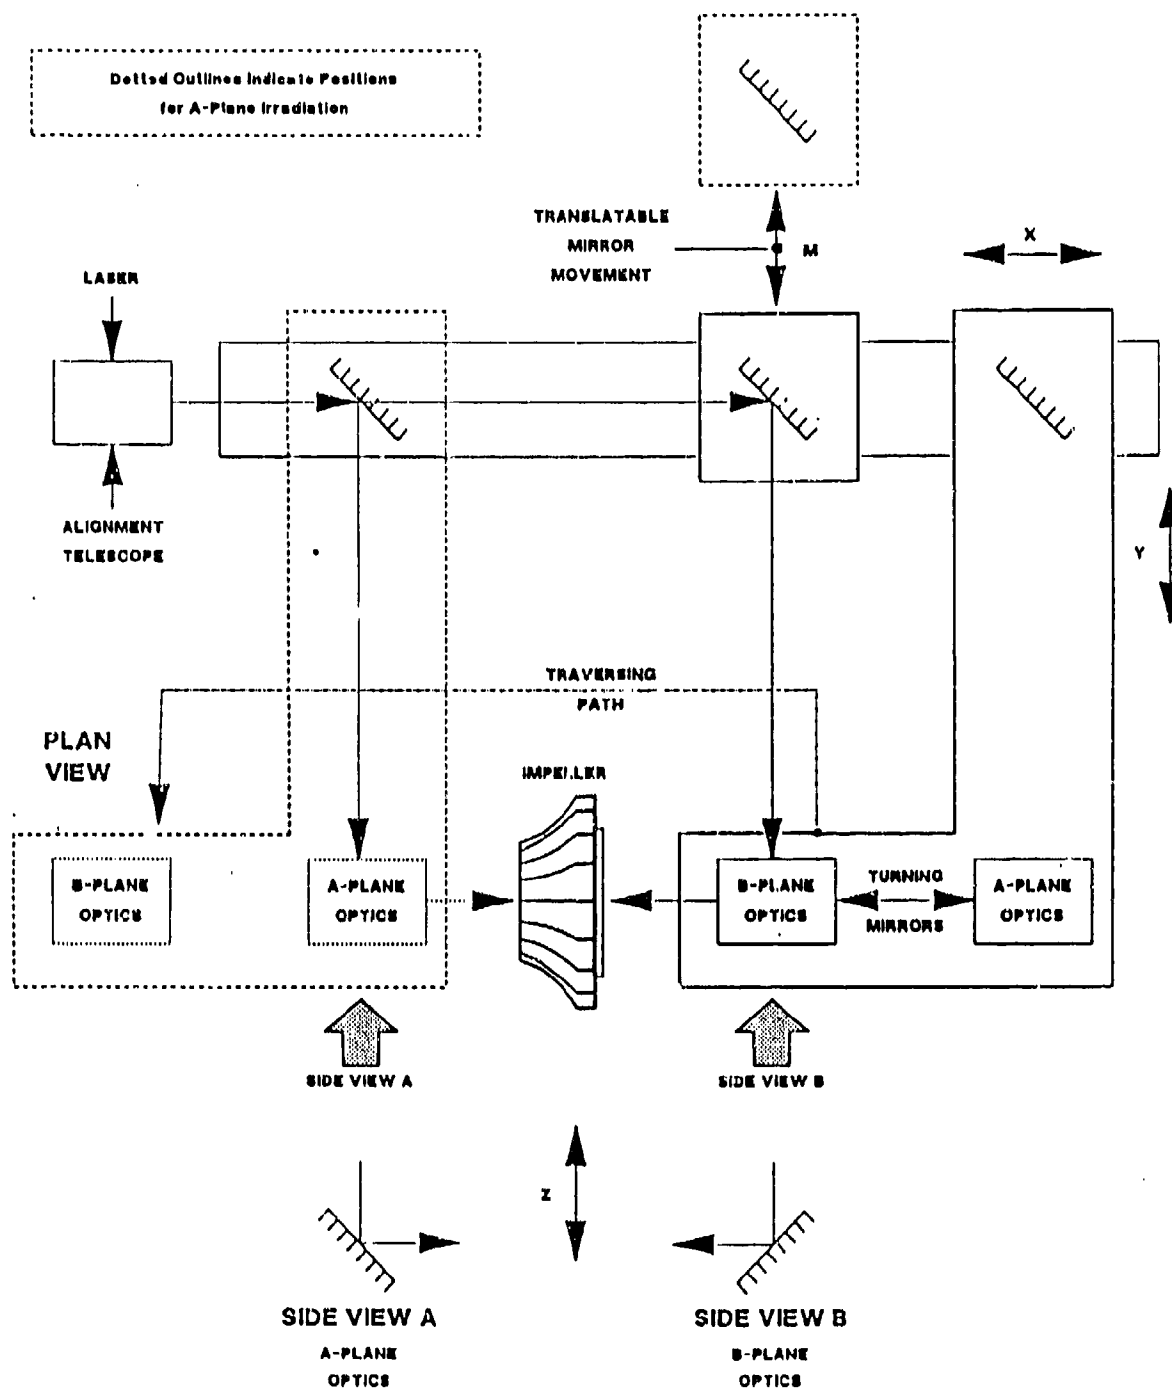 Dotted Outlines Indicate Positions
for A-Plane Irradiation
TRANSLATABLE
MIRROR
MOVEMENT
M
X
LASER
ALIGNMENT
TELESCOPE
Y
TRAVERSING
PATH
PLAN
VIEW
IMPELLER
B-PLANE
OPTICS
A-PLANE
OPTICS
B-PLANE
OPTICS
TURNING
MIRRORS
A-PLANE
OPTICS
SIDE VIEW A
SIDE VIEW B
Z
SIDE VIEW A
A-PLANE
OPTICS
SIDE VIEW B
B-PLANE
OPTICS